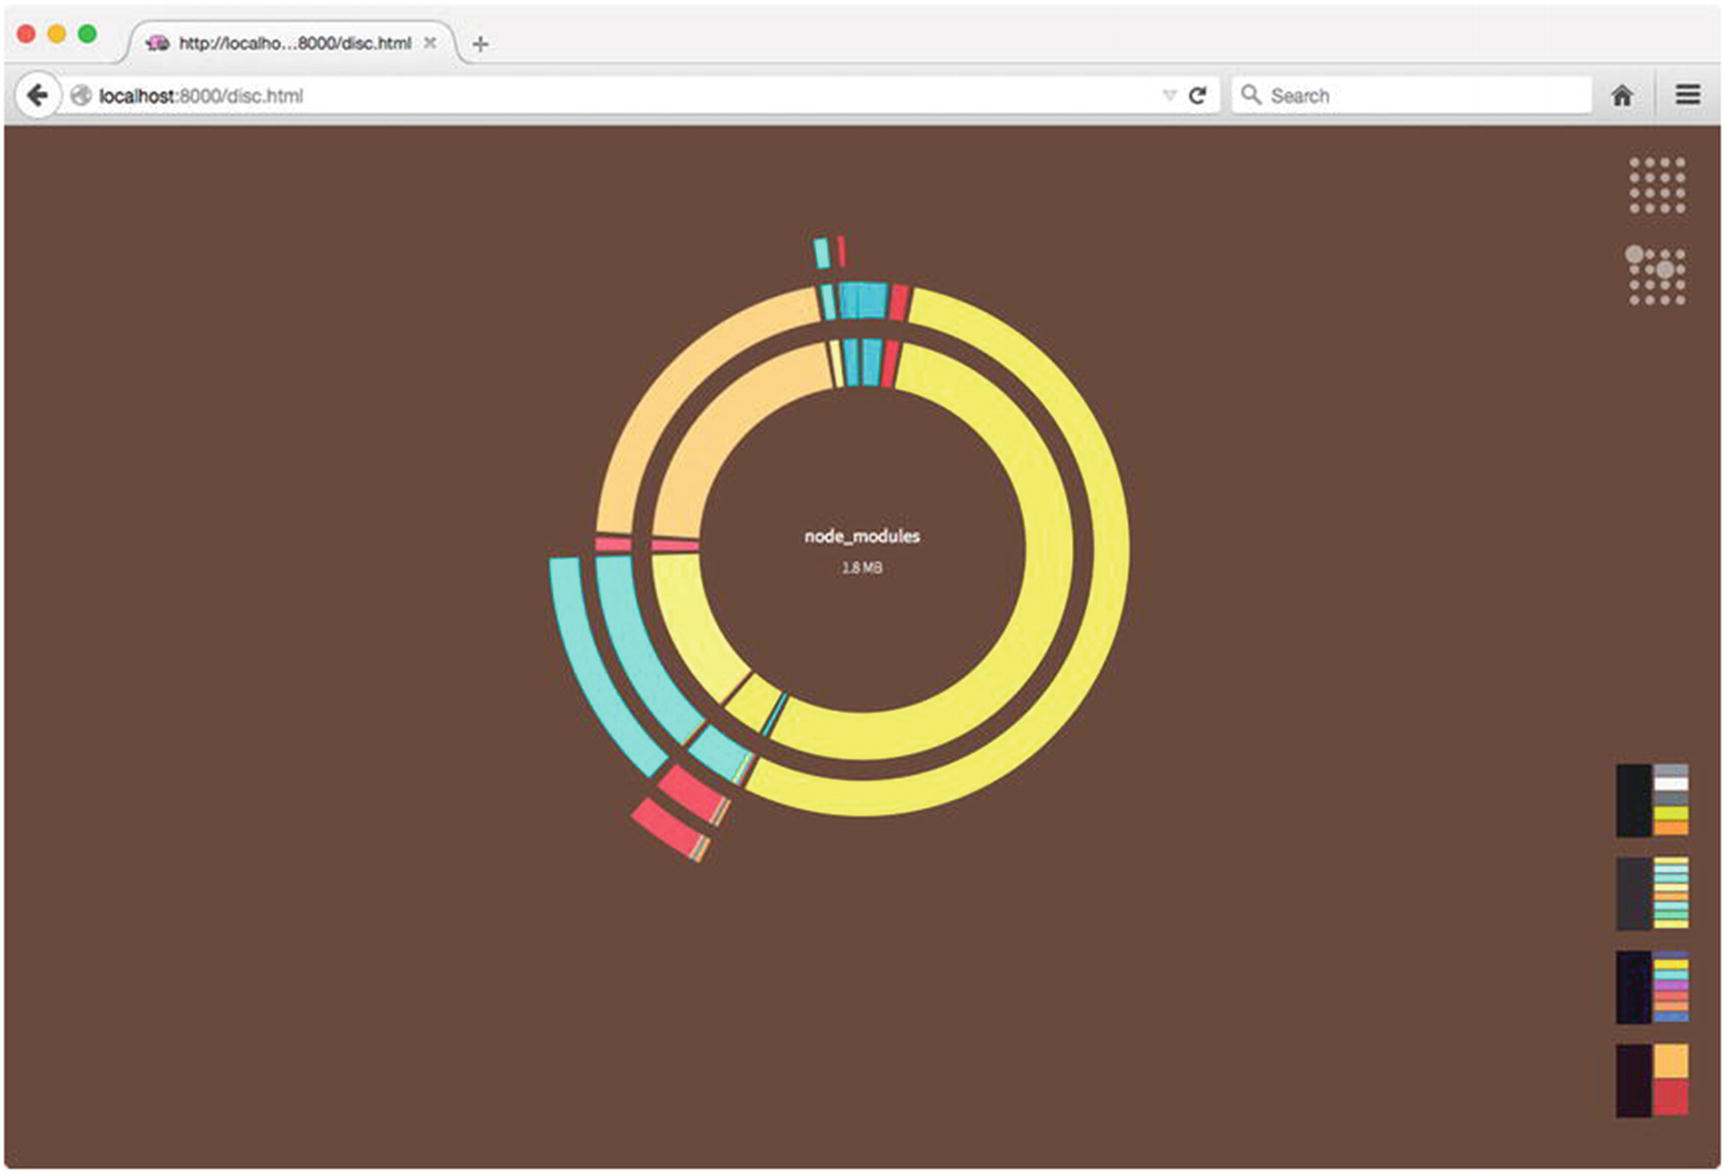 http://localho...8000/disc.html
localhost:8000/disc.html
Search
node_modules
1.8 MB